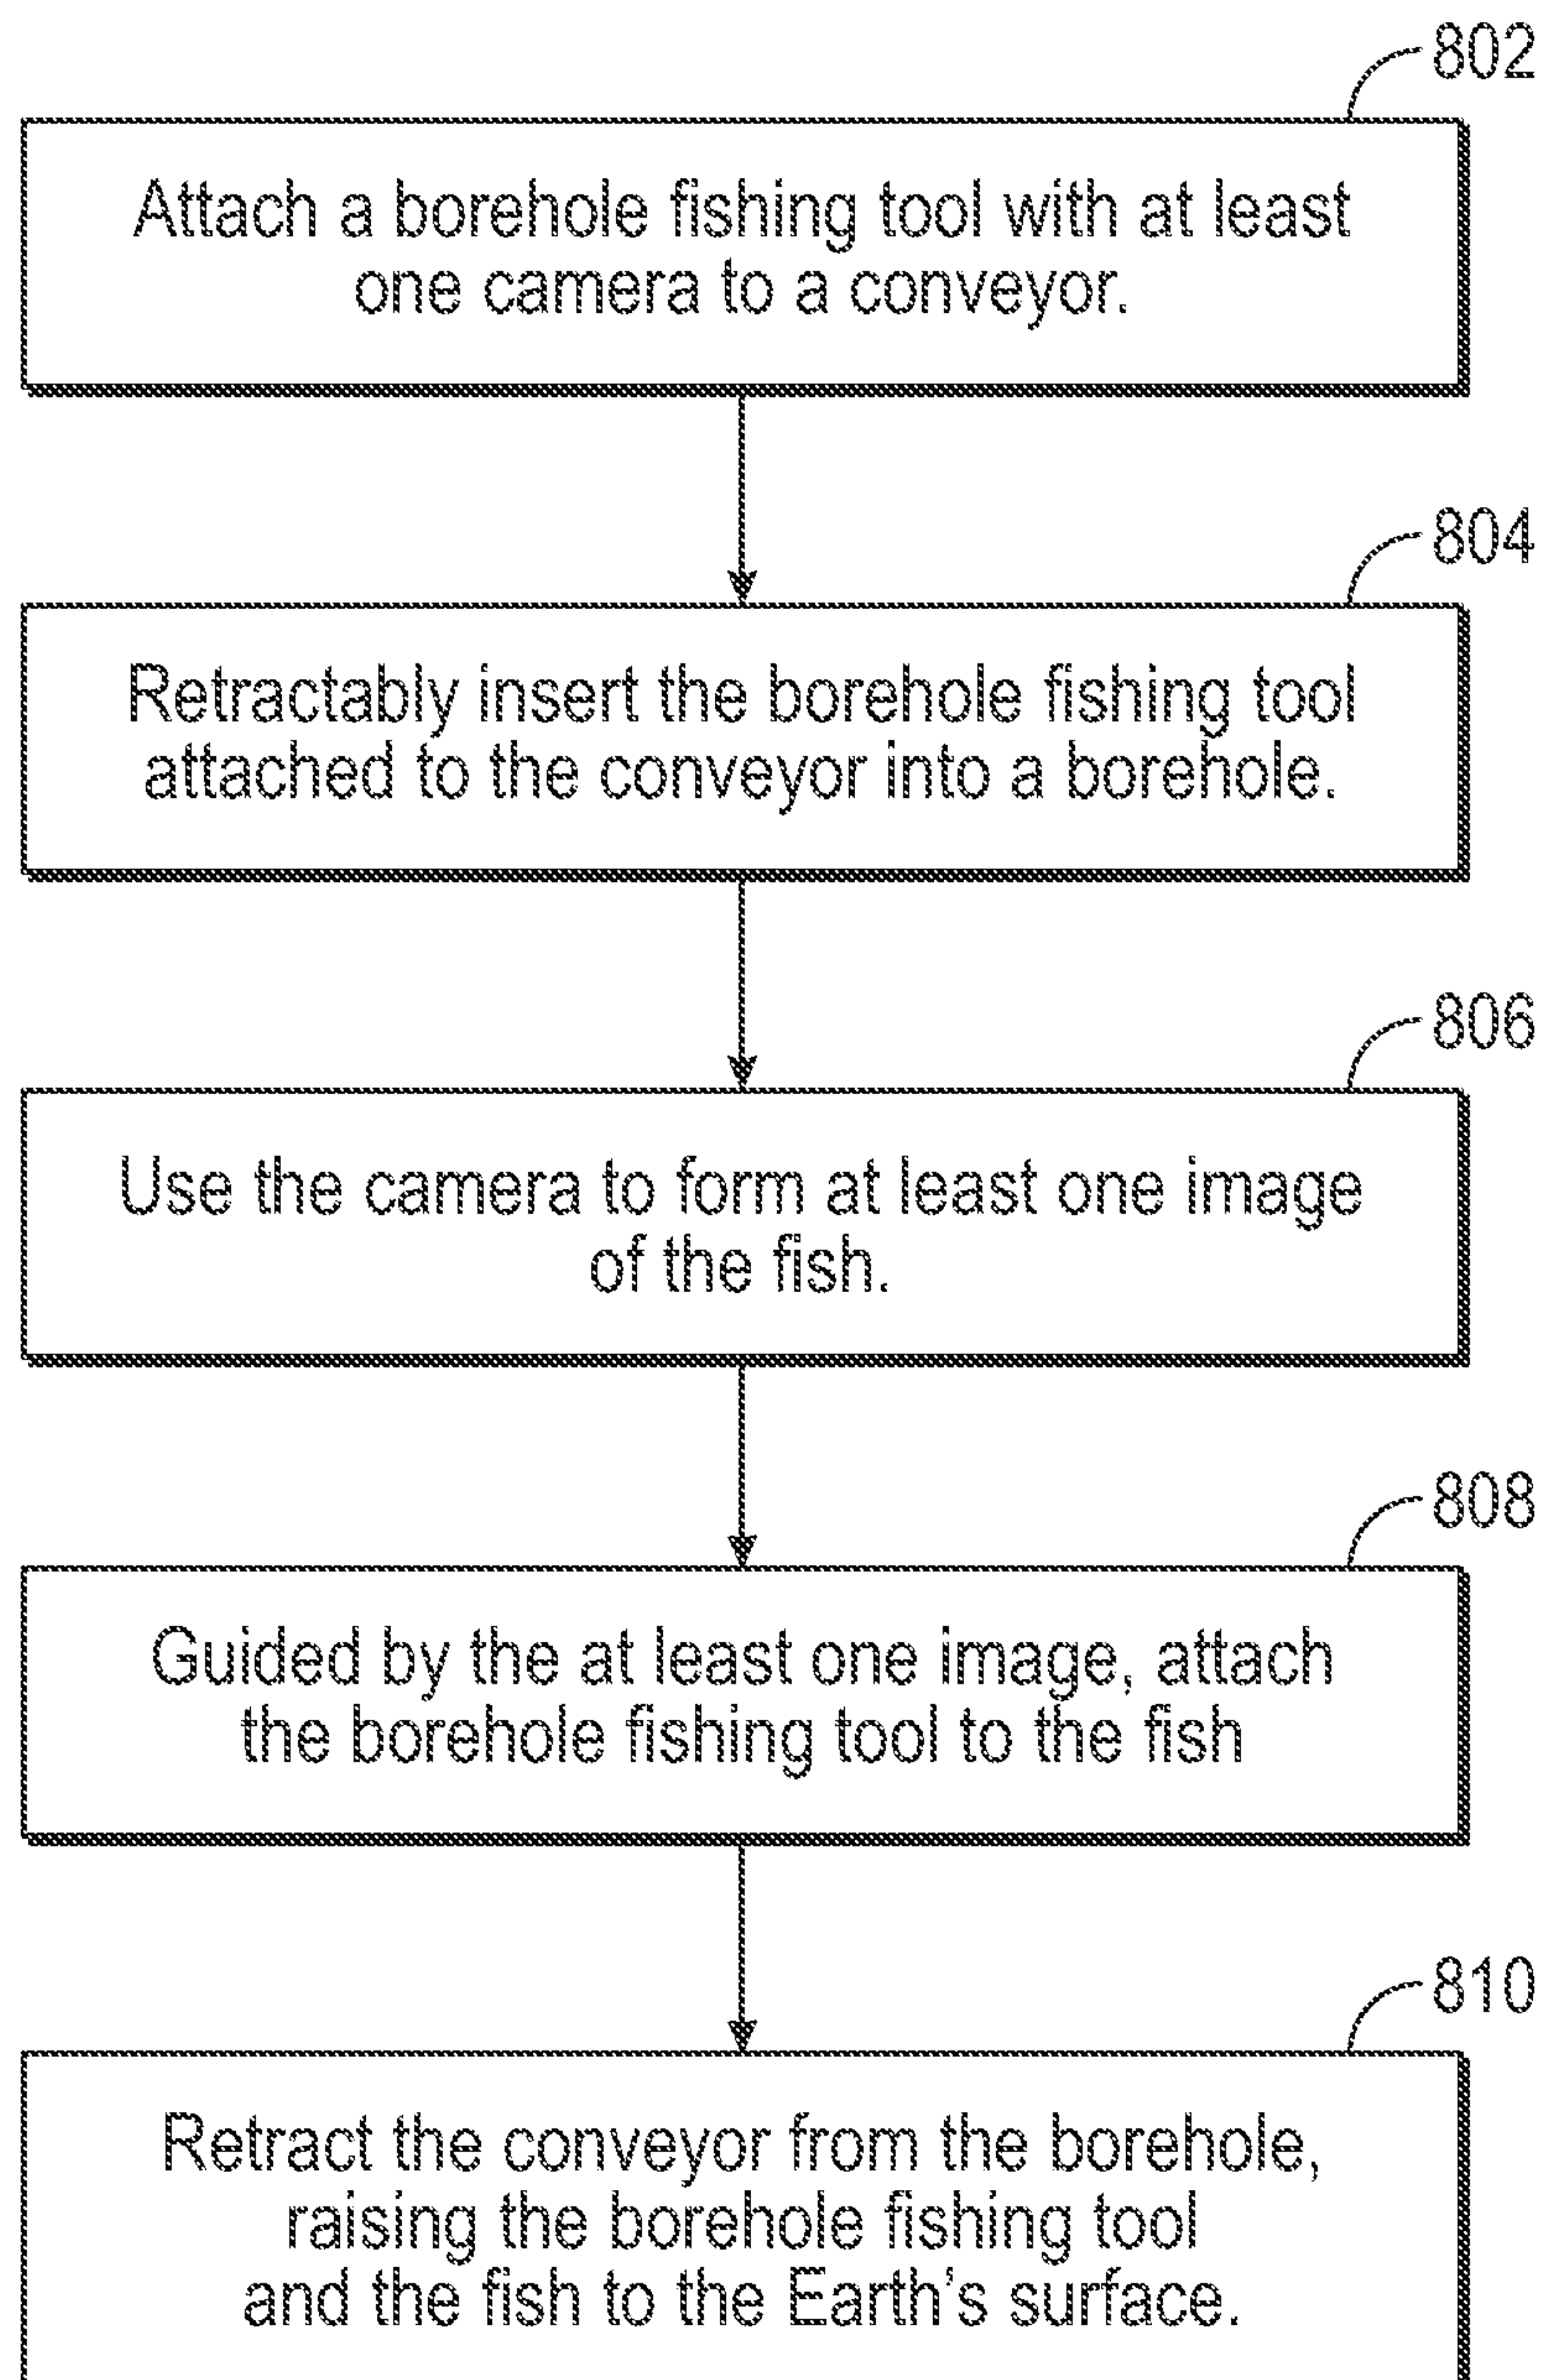 802
Attach a borehole fishing tool with at least
one camera to a conveyor.
804
Retractably insert the borehole fishing tool
attached to the conveyor into a borehole.
806
Use the camera to form at least one image
of the fish.
808
Guided by the at least one image, attach
the borehole fishing tool to the fish
810
Retract the conveyor from the borehole,
raising the borehole fishing tool
and the fish to the Earth's surface.